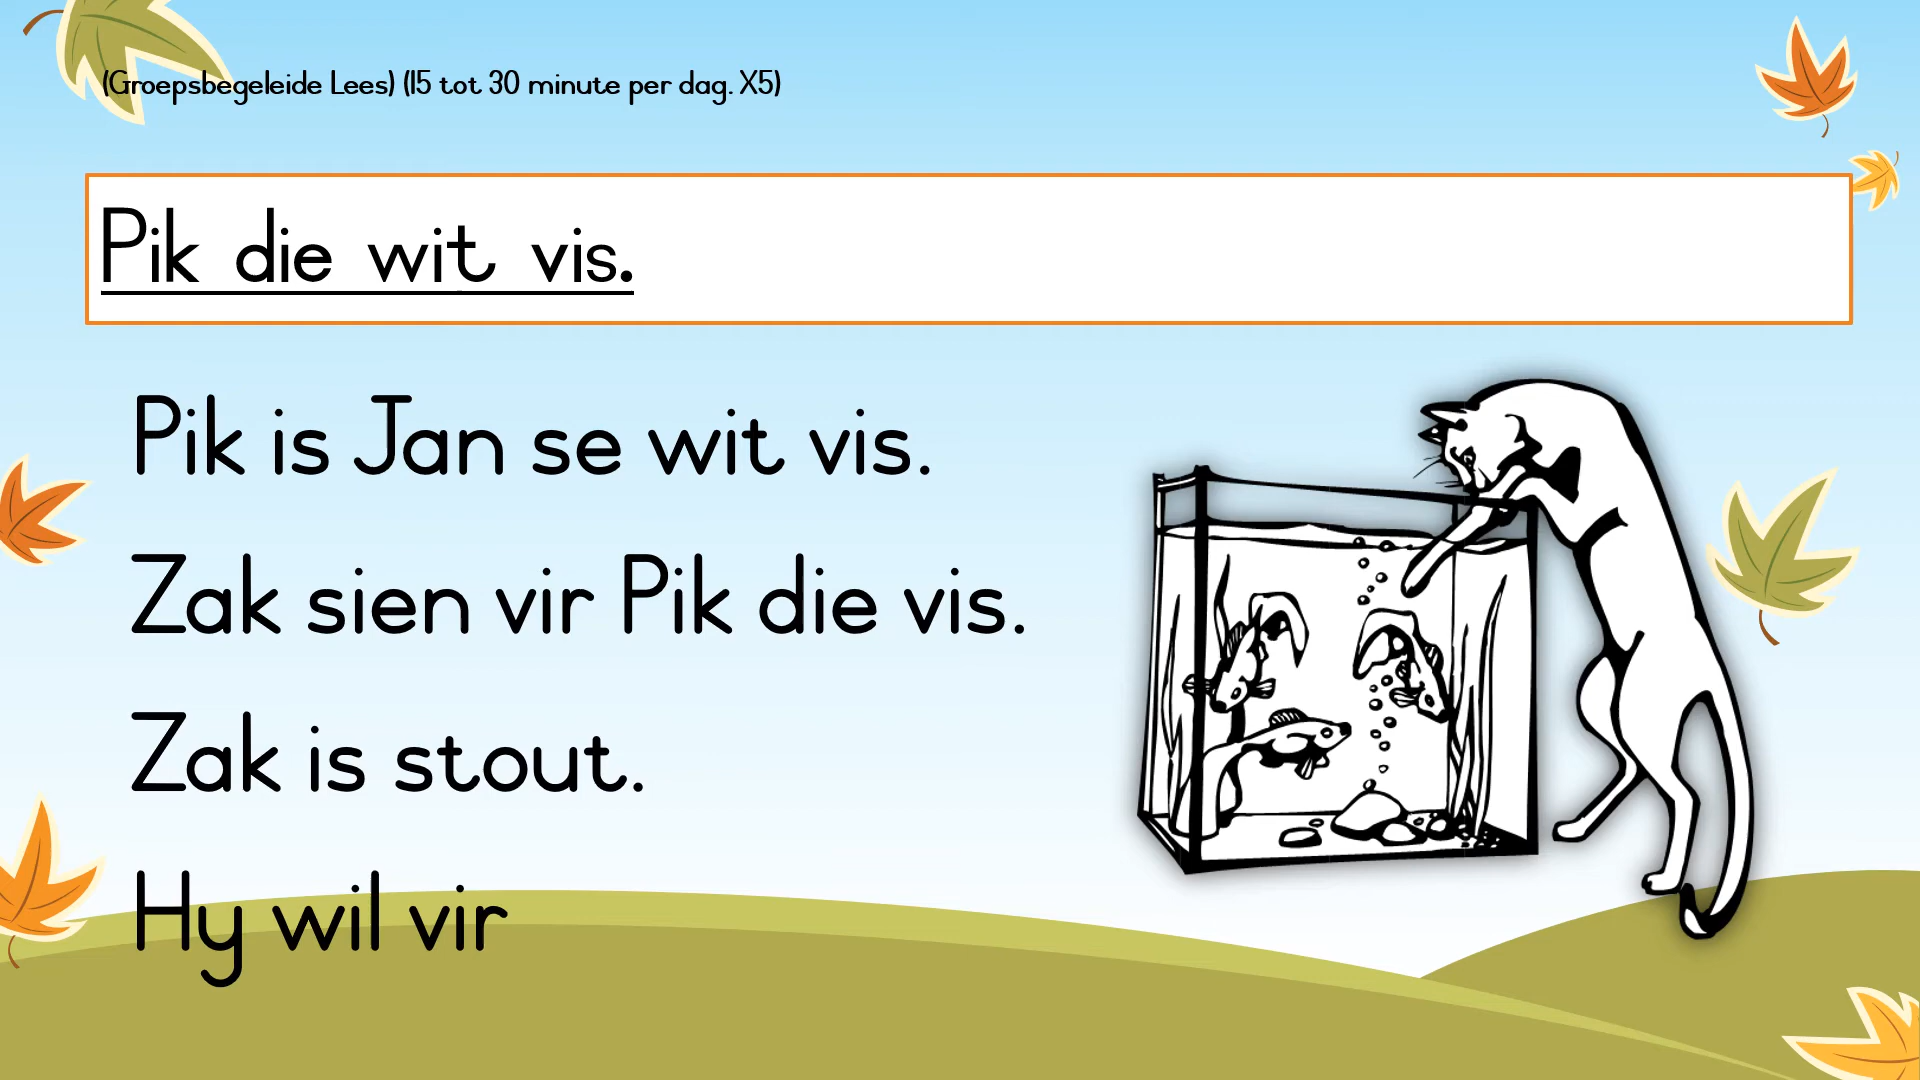 (Groepsbegeleide Lees) (15 tot 30 minute per dag. X5)
Pik die wit vis.
Pik is Jan se wit vis.
Zak sien vir Pik die vis.
Zak is stout.
Hy wil vir